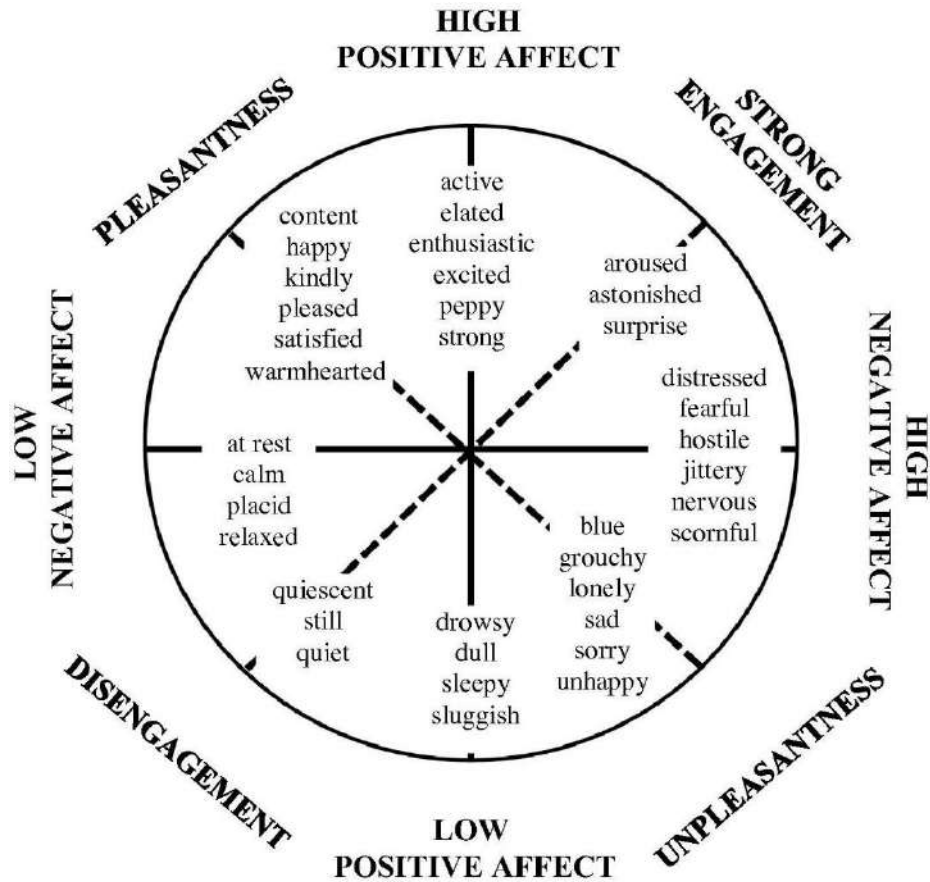 HIGH
POSITIVE AFFECT
STRONG
ENGAGEMENT
PLEASANTNESS
active
elated
enthusiastic
excited
peppy
strong
content
happy
kindly
pleased
satisfied
warmhearted
aroused
astonished
surprise
LOW
NEGATIVE AFFECT
at rest
calm
placid
relaxed
distressed
fearful
hostile
jittery
nervous
scornful
HIGH
NEGATIVE AFFECT
quiescent
still
quiet
drowsy
dull
sleepy
sluggish
blue
grouchy
lonely
sad
sorry
unhappy
DISENGAGEMENT
LOW
POSITIVE AFFECT
UNPLEASANTNESS